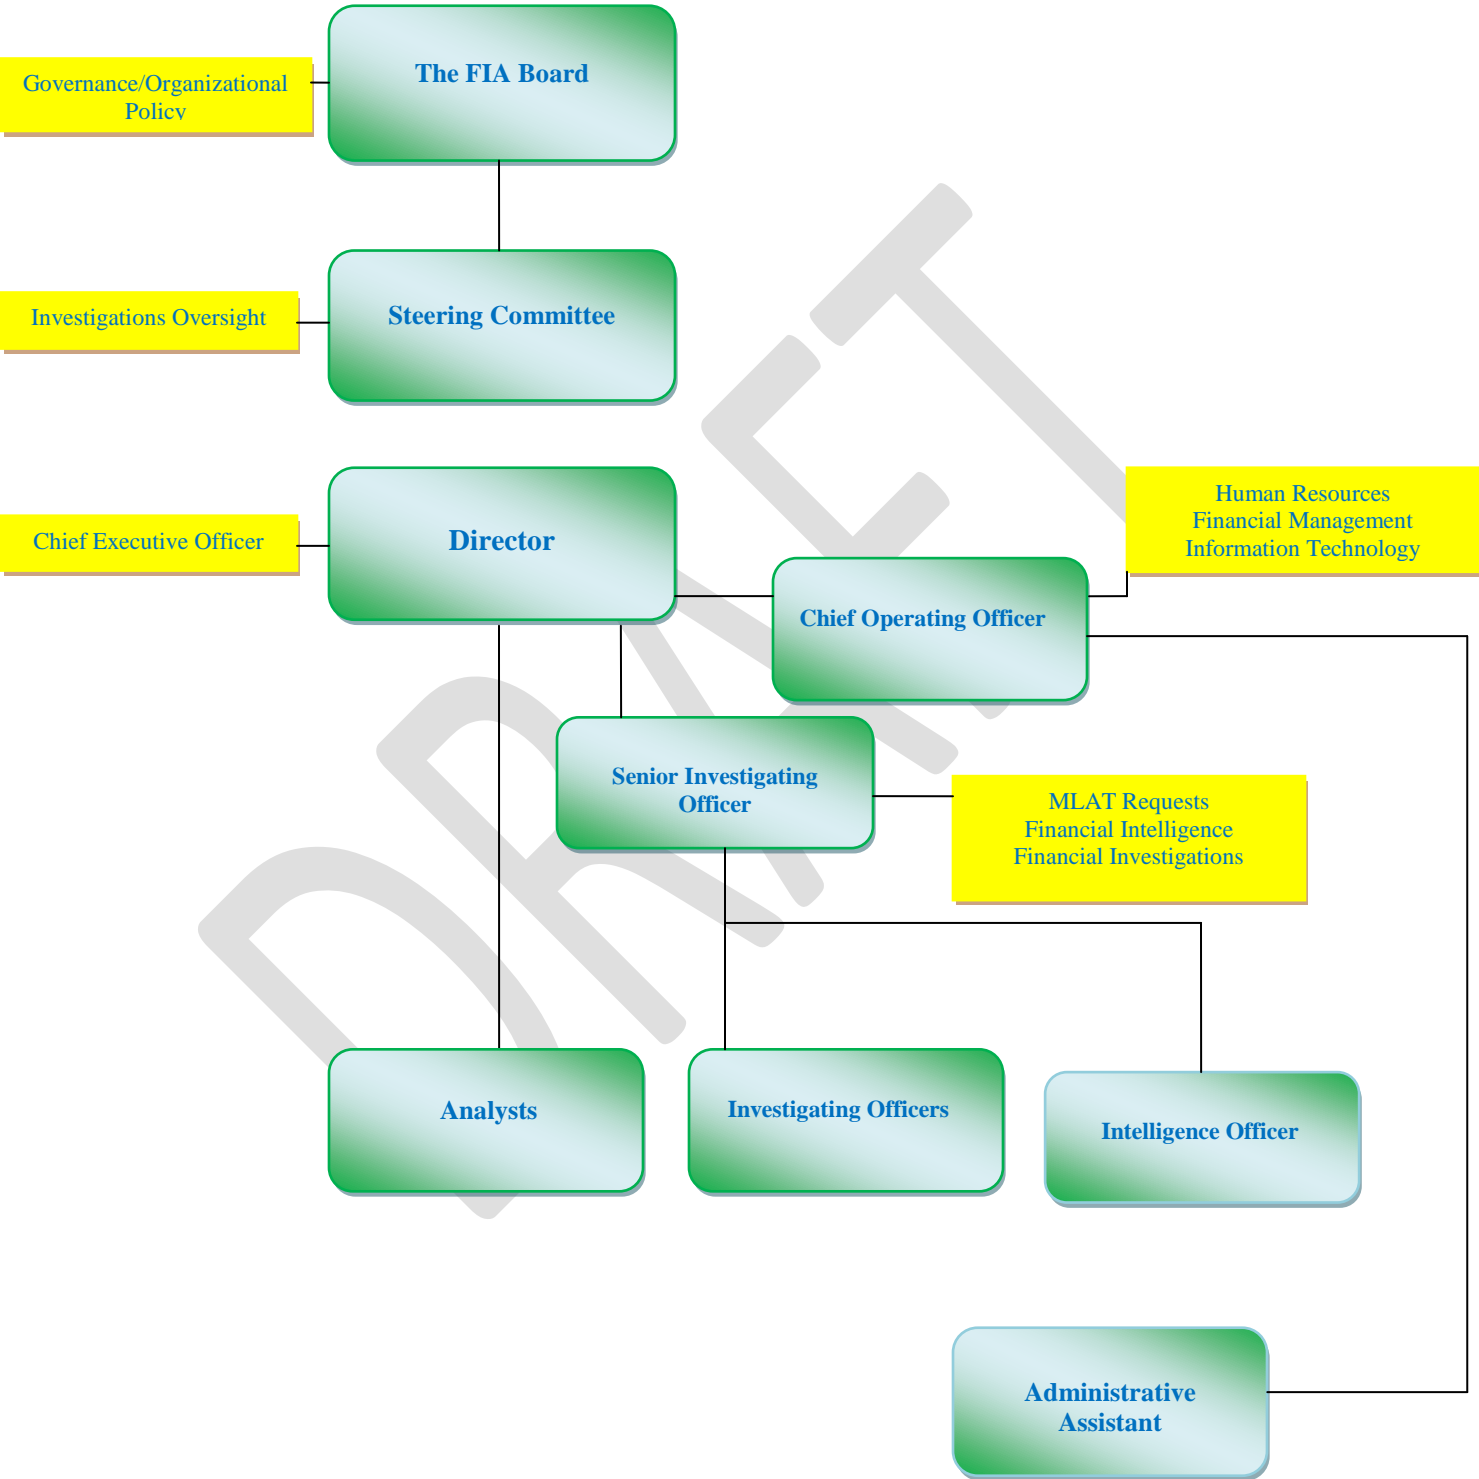 The FIA Board
Governance/Organizational
Policy
Steering Committee
Investigations Oversight
Director
Chief Executive Officer
Human Resources
Financial Management
Information Technology
Chief Operating Officer
Senior Investigating
Officer
MLAT Requests
Financial Intelligence
Financial Investigations
Analysts
Investigating Officers
Intelligence Officer
Administrative
Assistant
DRAFT